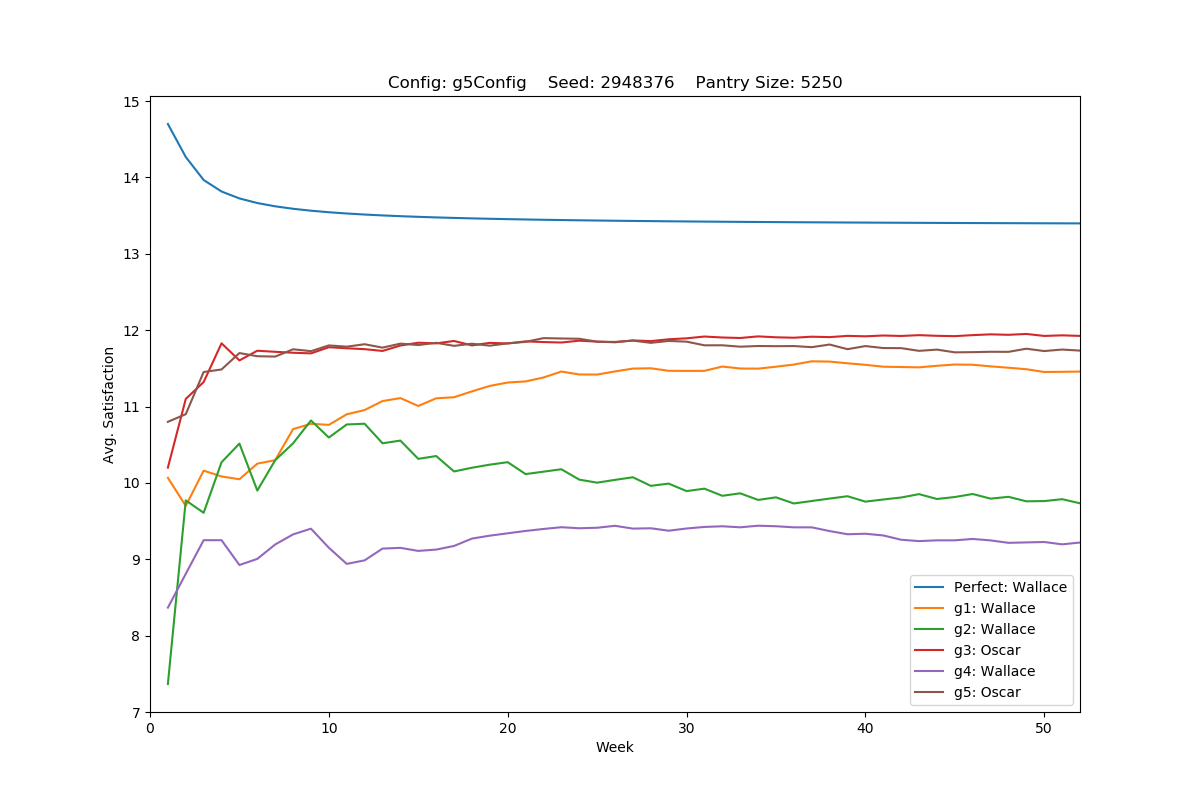 Config: g5Config    Seed: 2948376    Pantry Size: 5250
15
14
13
12
11
10
9
8
7
Avg. Satisfaction
0 10 20 30 40 50
Week
Perfect: Wallace
g1: Wallace
g2: Wallace
g3: Oscar
g4: Wallace
g5: Oscar